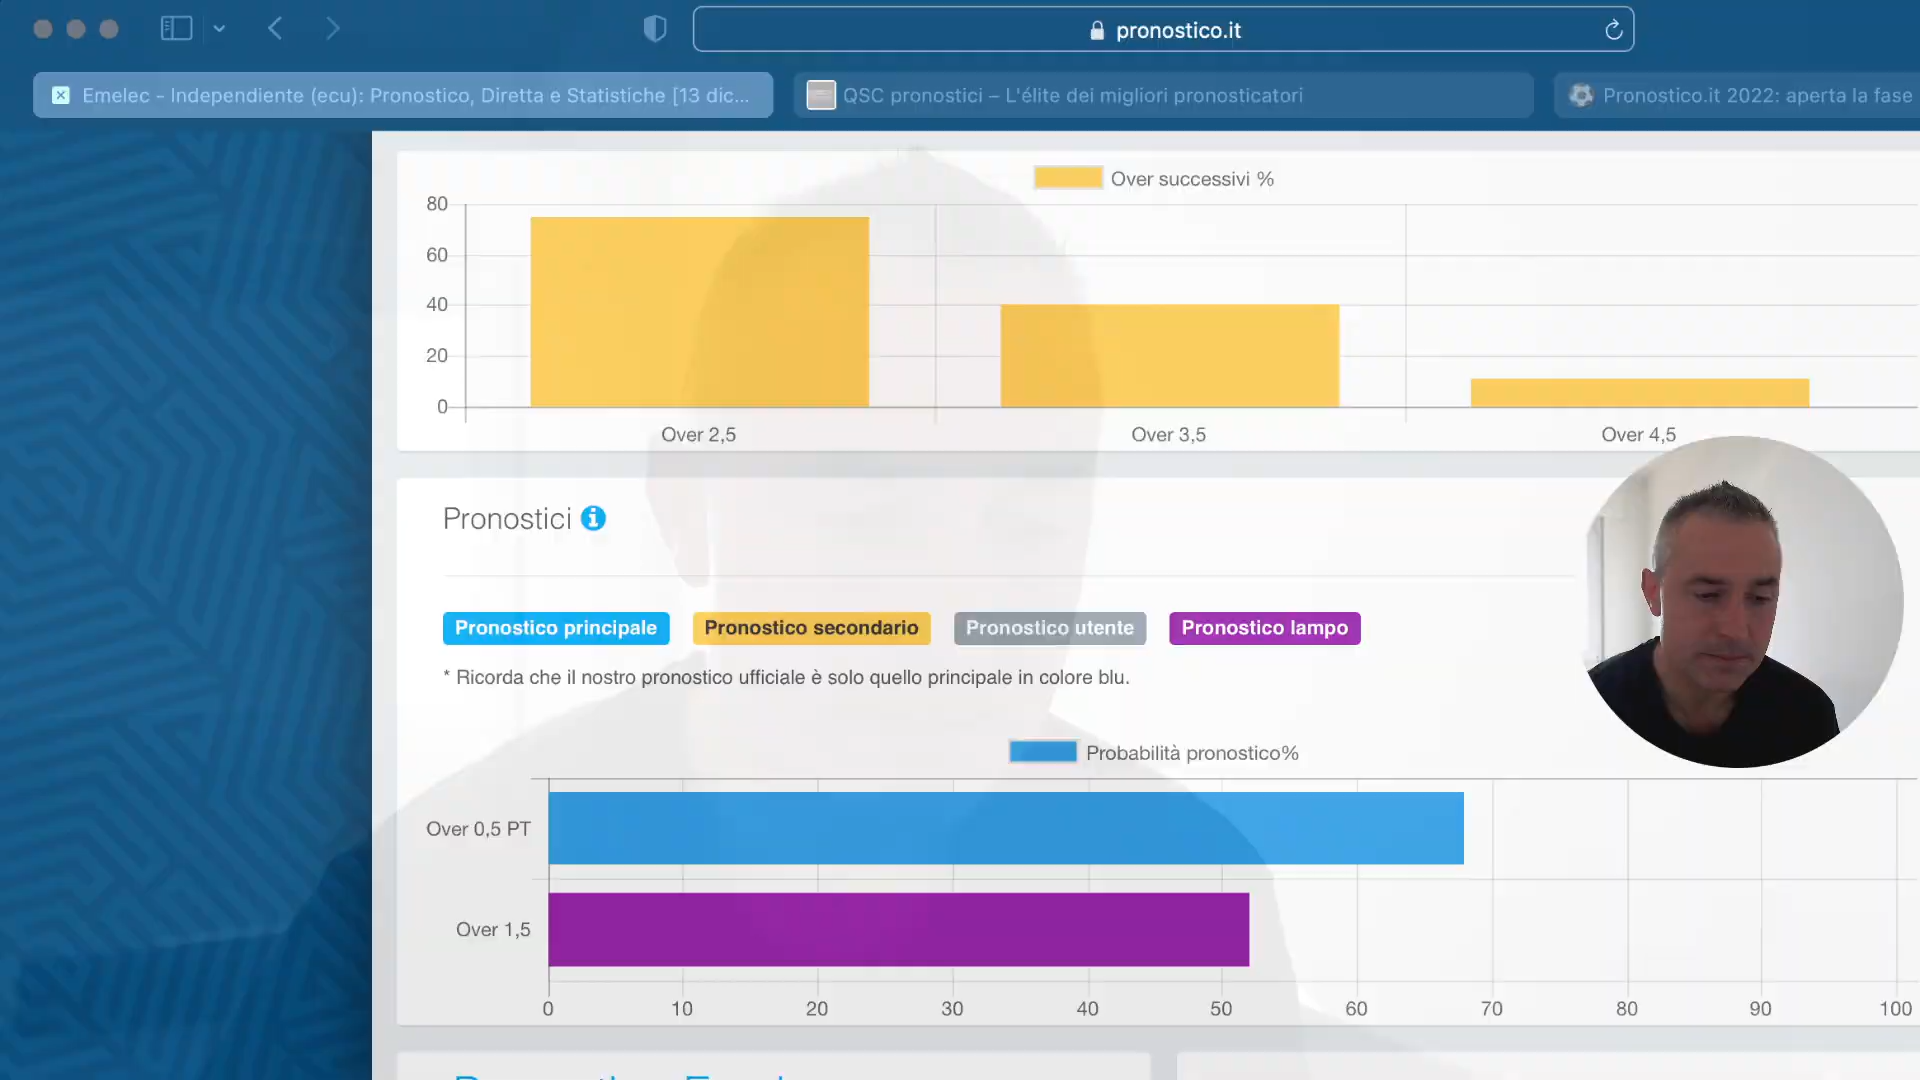 pronostico.it
Emelec - Independiente (ecu): Pronostico, Diretta e Statistiche [13 dic...
QSC pronostici – L'élite dei migliori pronosticatori
Pronostico.it 2022: aperta la fase
Over successivi %
80
60
40
20
0
Over 2,5
Over 3,5
Over 4,5
Pronostici
Pronostico principale
Pronostico secondario
Pronostico utente
Pronostico lampo
* Ricorda che il nostro pronostico ufficiale è solo quello principale in colore blu.
Probabilità pronostico%
Over 0,5 PT
Over 1,5
0 10 20 30 40 50 60 70 80 90 100